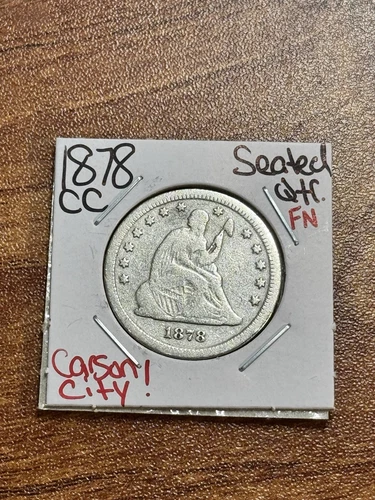 1878
CC
Seated
Qtr.
FN
1878
Carson
City!